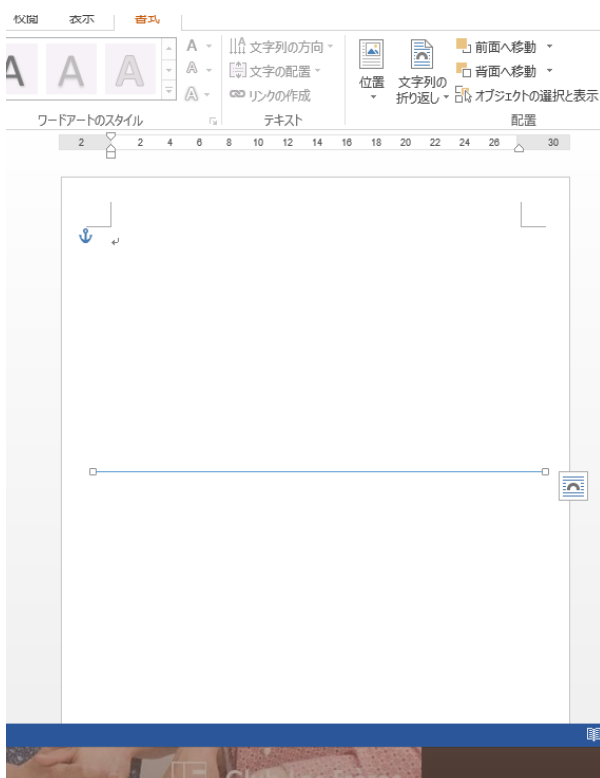 校閲 表示 書式
A A A A 文字列の方向 前面へ移動
A 文字の配置 背面へ移動
A リンクの作成 位置 文字列の折り返し オブジェクトの選択と表示
ワードアートのスタイル テキスト 配置
2 2 4 6 8 10 12 14 16 18 20 22 24 26 30